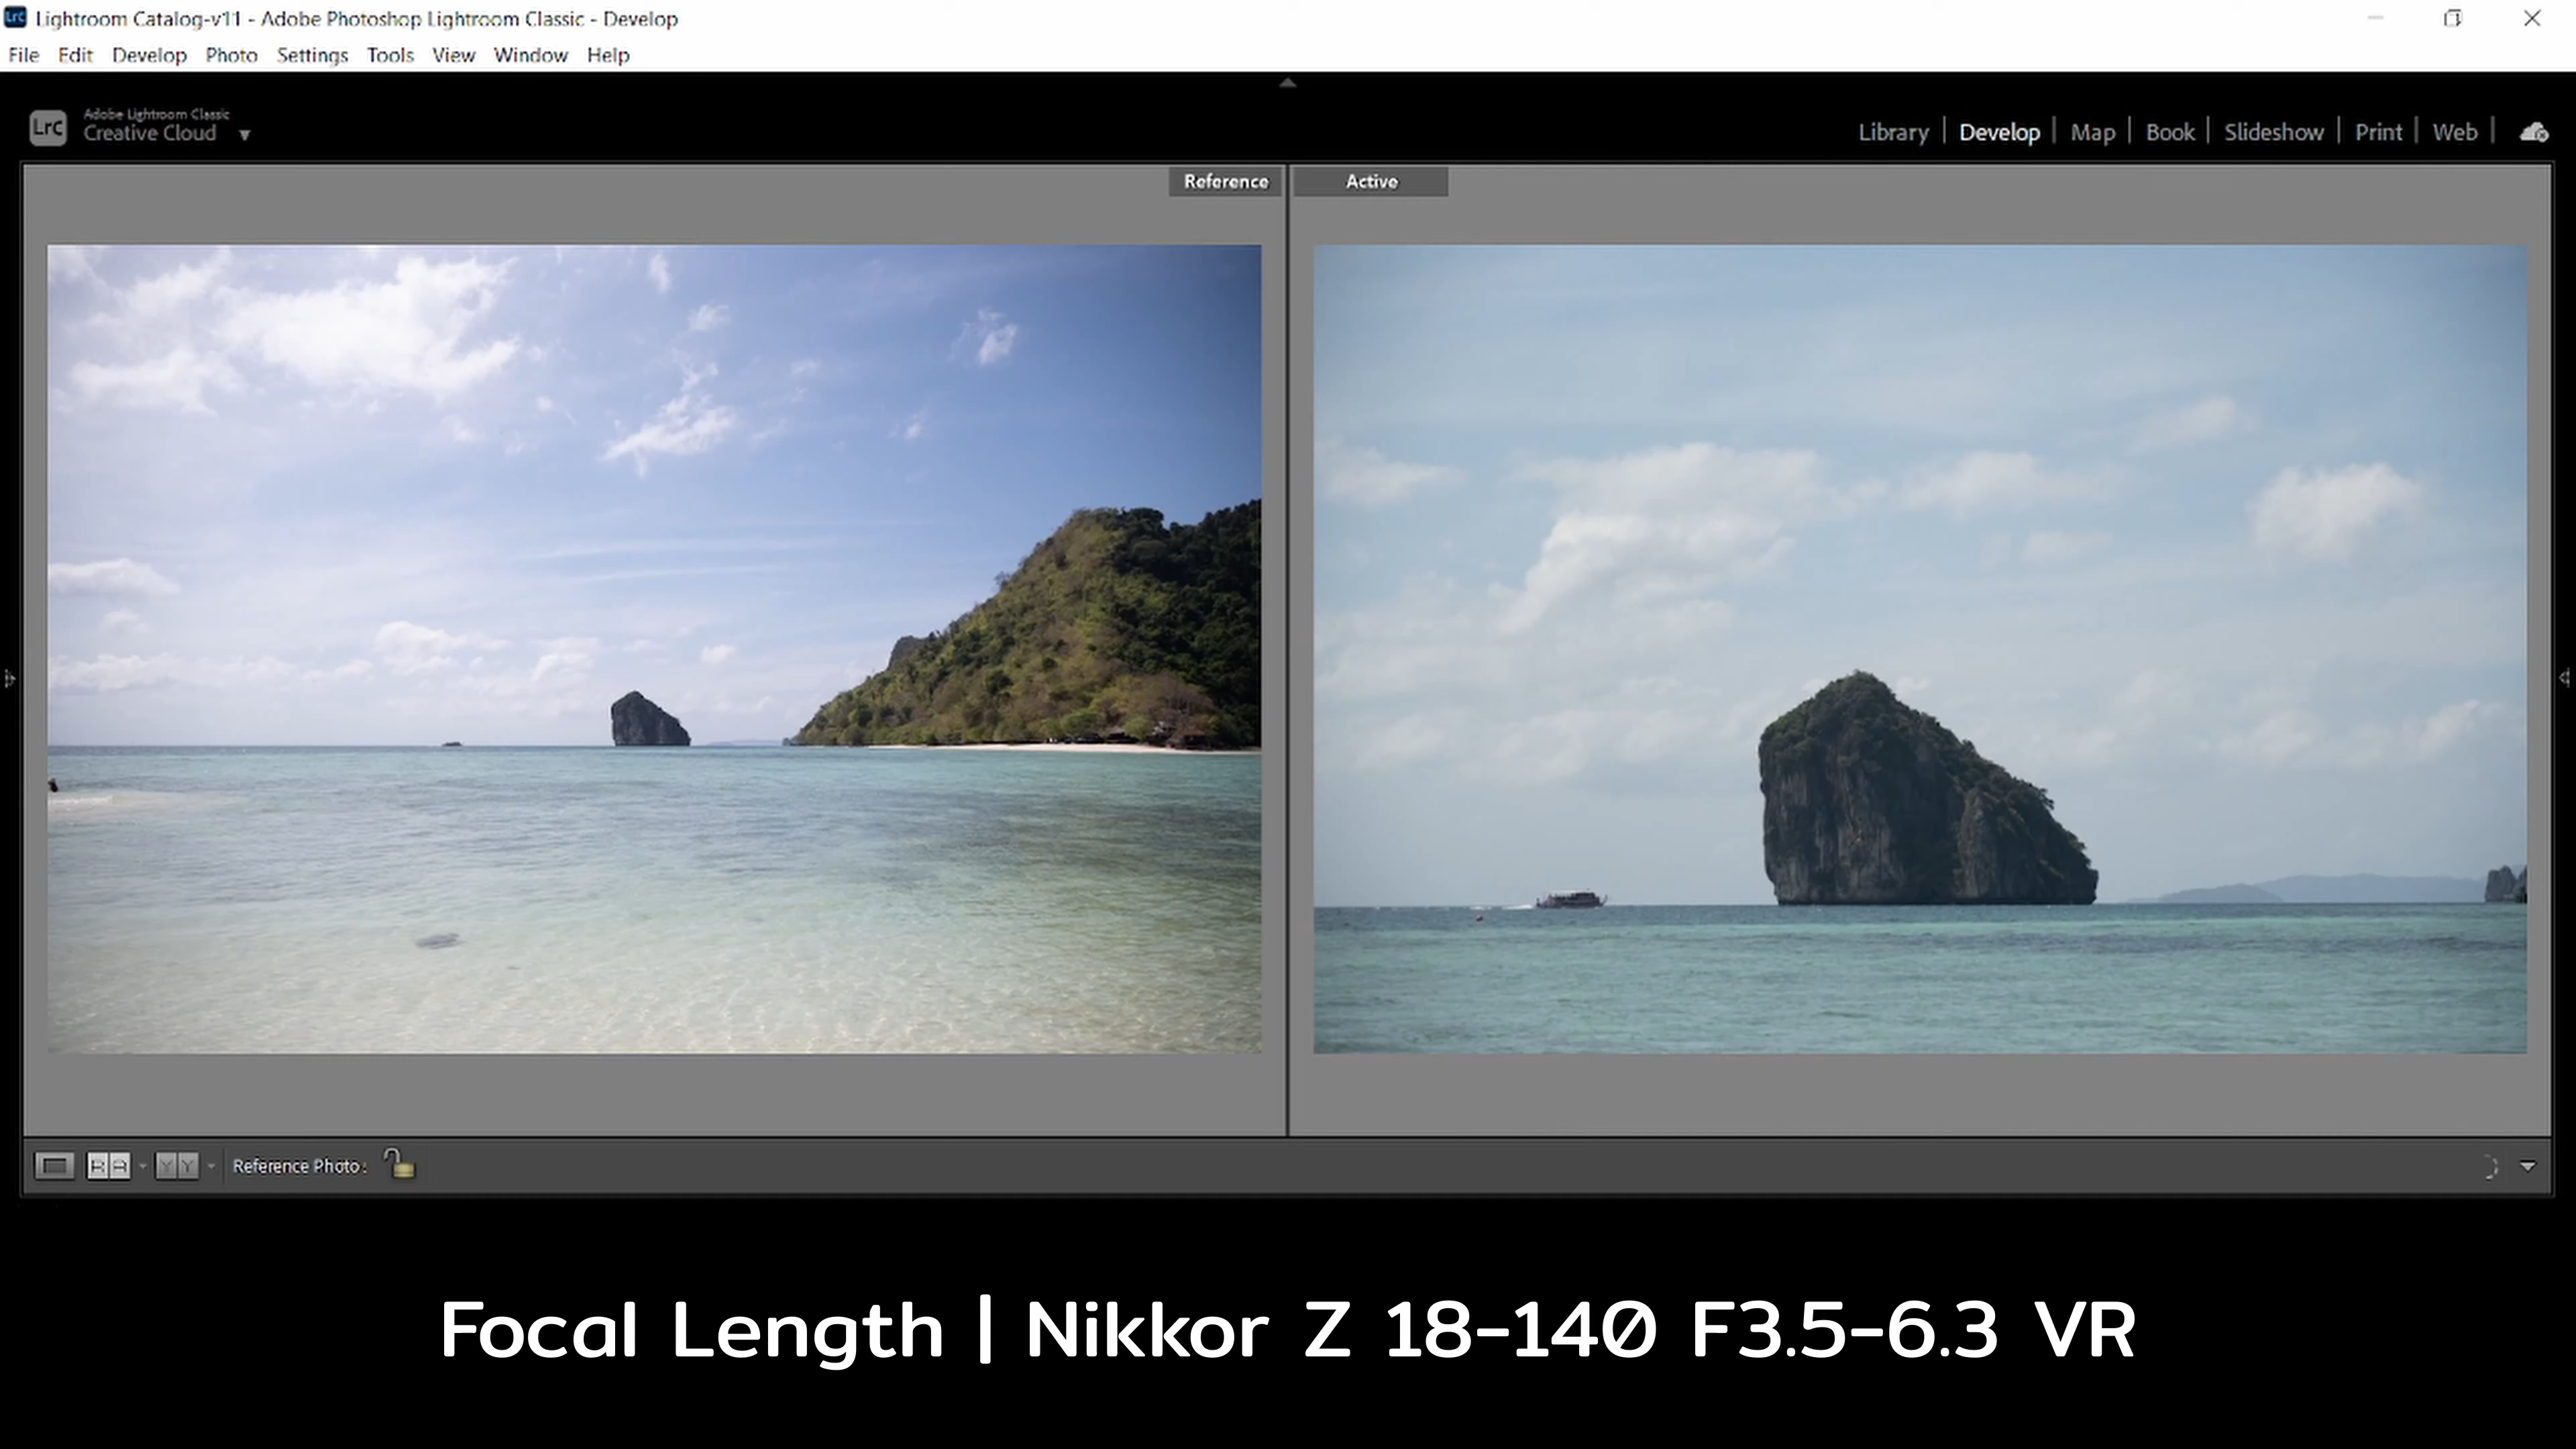 Lightroom Catalog-v11 - Adobe Photoshop Lightroom Classic - Develop
File Edit Develop Photo Settings Tools View Window Help
Lrc
Adobe Lightroom Classic
Creative Cloud
Library | Develop | Map | Book | Slideshow | Print | Web |
Reference
Active
R A
Y Y
Reference Photo :
Focal Length | Nikkor Z 18-140 F3.5-6.3 VR